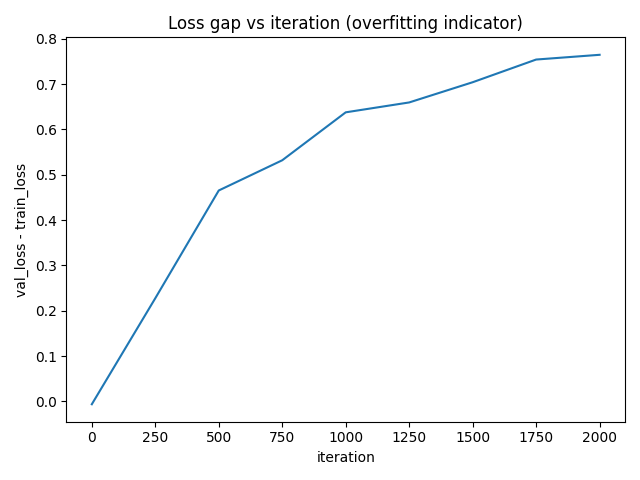 Loss gap vs iteration (overfitting indicator)
val_loss - train_loss
0.8
0.7
0.6
0.5
0.4
0.3
0.2
0.1
0.0
0 250 500 750 1000 1250 1500 1750 2000
iteration